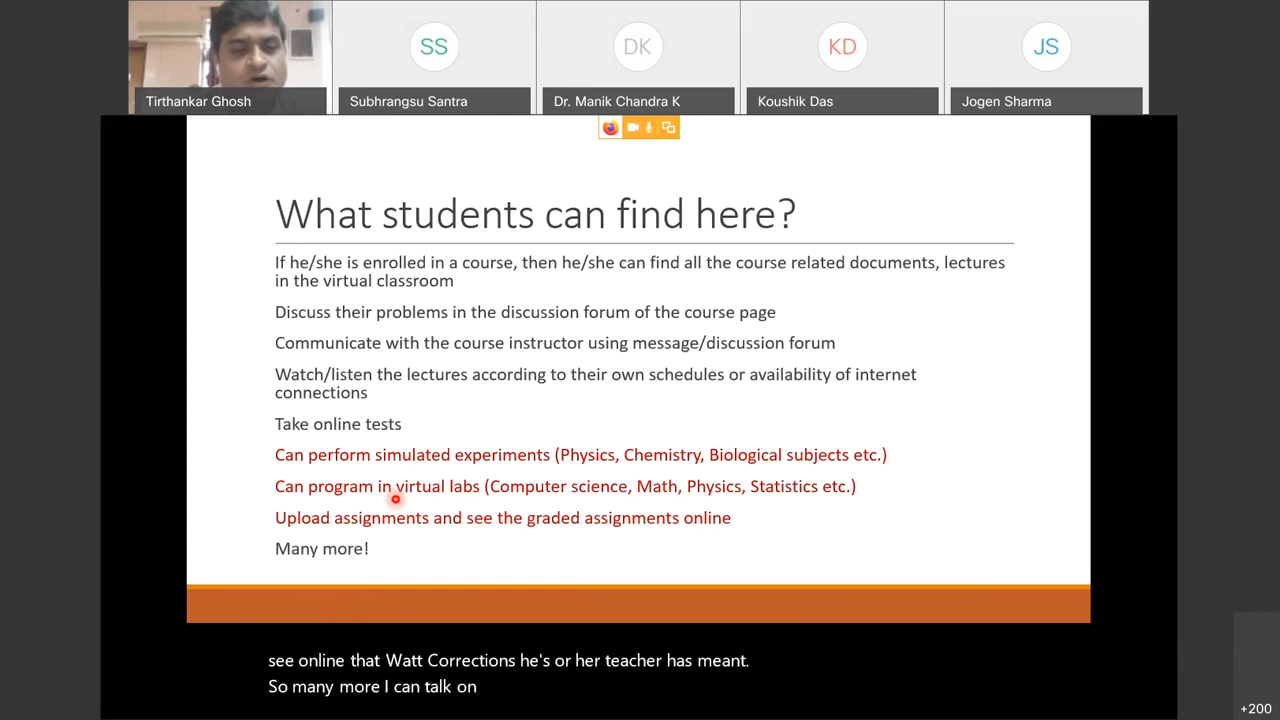 SS
DK
KD
JS
Tirthankar Ghosh
Subhrangsu Santra
Dr. Manik Chandra K
Koushik Das
Jogen Sharma
What students can find here?
If he/she is enrolled in a course, then he/she can find all the course related documents, lectures
in the virtual classroom
Discuss their problems in the discussion forum of the course page
Communicate with the course instructor using message/discussion forum
Watch/listen the lectures according to their own schedules or availability of internet
connections
Take online tests
Can perform simulated experiments (Physics, Chemistry, Biological subjects etc.)
Can program in virtual labs (Computer science, Math, Physics, Statistics etc.)
Upload assignments and see the graded assignments online
Many more!
see online that Watt Corrections he's or her teacher has meant.
So many more I can talk on
+200